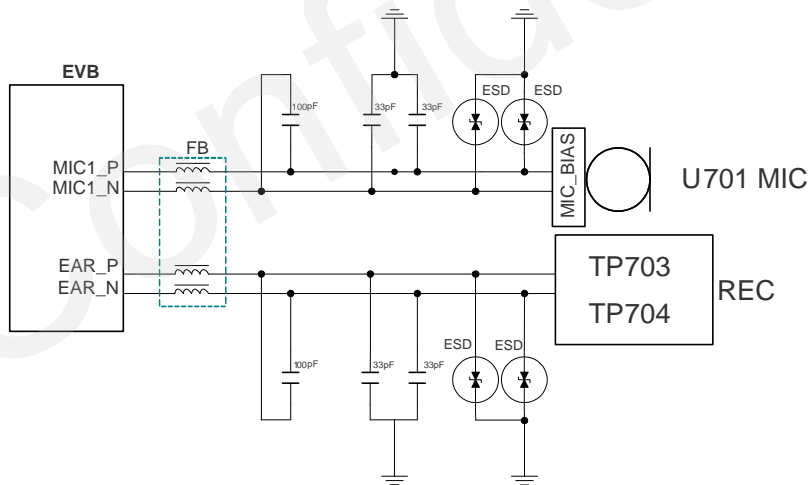 Confide
EVB
MIC1_P
MIC1_N
EAR_P
EAR_N
FB
100pF
33pF
33pF
ESD
ESD
MIC_BIAS
U701 MIC
TP703
TP704
REC
100pF
33pF
33pF
ESD
ESD